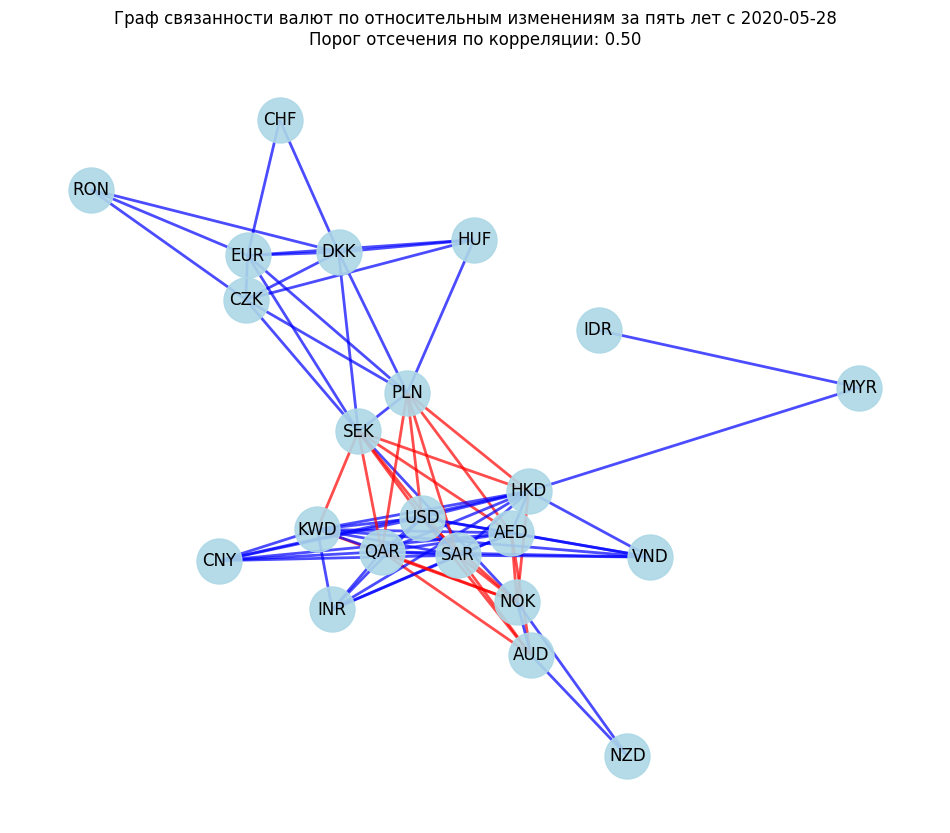 Граф связанности валют по относительным изменениям за пять лет с 2020-05-28
Порог отсечения по корреляции: 0.50
CHF
RON
HUF
DKK
EUR
CZK
IDR
MYR
PLN
SEK
HKD
USD
KWD
AED
QAR
SAR
CNY
VND
NOK
INR
AUD
NZD